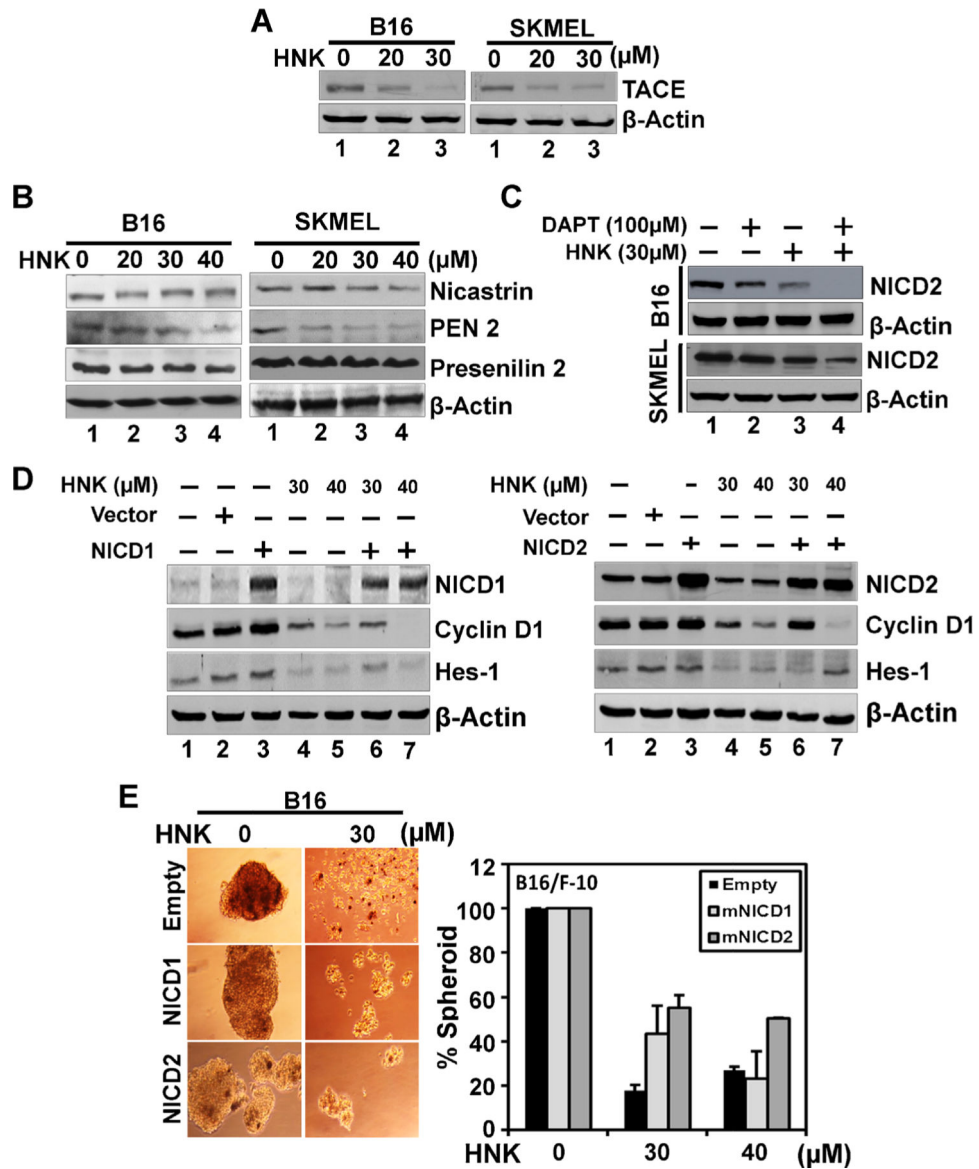 A
B16 SKMEL
HNK 0 20 30 0 20 30 (µM)
TACE
β-Actin
1 2 3 1 2 3
B
B16 SKMEL
HNK 0 20 30 40 0 20 30 40 (µM)
Nicastrin
PEN 2
Presenilin 2
β-Actin
1 2 3 4 1 2 3 4
C
DAPT (100µM) − + − +
HNK (30µM) − − + +
B16
NICD2
β-Actin
SKMEL
NICD2
β-Actin
1 2 3 4
D
HNK (µM) − − − 30 40 30 40
Vector − + − − − − −
NICD1 − − + − − + +
NICD1
Cyclin D1
Hes-1
β-Actin
1 2 3 4 5 6 7
HNK (µM) − - 30 40 30 40
Vector − + − − − − −
NICD2 − − + − − + +
NICD2
Cyclin D1
Hes-1
β-Actin
1 2 3 4 5 6 7
E
B16
HNK 0 30 (µM)
Empty
NICD1
NICD2
B16/F-10
Empty
mNICD1
mNICD2
% Spheroid
12
100
80
60
40
20
0
HNK 0 30 40 (µM)